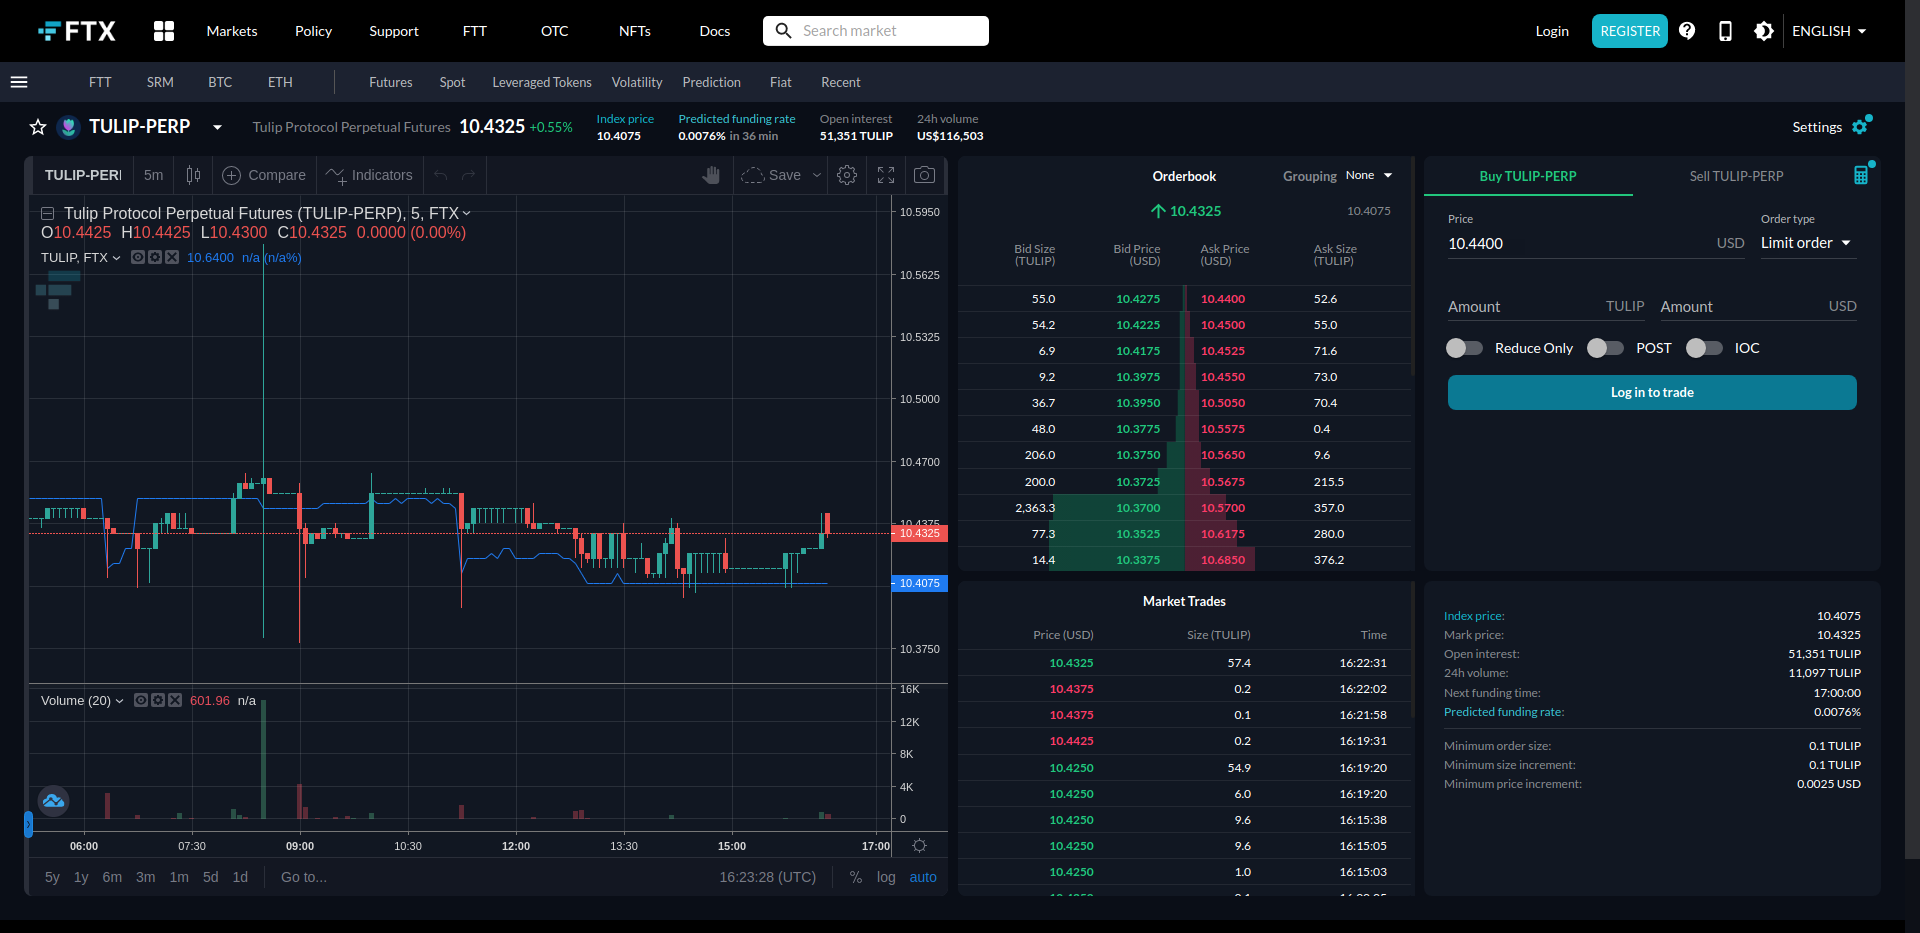 FTX Markets Policy Support FTT OTC NFTs Docs Search market Login REGISTER ENGLISH
FTT SRM BTC ETH Futures Spot Leveraged Tokens Volatility Prediction Fiat Recent
TULIP-PERP Tulip Protocol Perpetual Futures 10.4325 +0.55%
Index price
10.4075
Predicted funding rate
0.0076% in 36 min
Open interest
51,351 TULIP
24h volume
US$116,503
Settings
TULIP-PERP 5m Compare Indicators Save
Tulip Protocol Perpetual Futures (TULIP-PERP), 5, FTX
O10.4425 H10.4425 L10.4300 C10.4325 0.0000 (0.00%)
TULIP, FTX 10.6400 n/a (n/a%)
10.5950
10.5625
10.5325
10.5000
10.4700
10.4375
10.4325
10.4075
10.3750
Volume (20) 601.96 n/a
16K
12K
8K
4K
0
06:00 07:30 09:00 10:30 12:00 13:30 15:00 17:00
5y 1y 6m 3m 1m 5d 1d Go to... 16:23:28 (UTC) % log auto
Orderbook Grouping None
10.4325 10.4075
Bid Size (TULIP) Bid Price (USD) Ask Price (USD) Ask Size (TULIP)
55.0 10.4275 10.4400 52.6
54.2 10.4225 10.4500 55.0
6.9 10.4175 10.4525 71.6
9.2 10.3975 10.4550 73.0
36.7 10.3950 10.5050 70.4
48.0 10.3775 10.5575 0.4
206.0 10.3750 10.5650 9.6
200.0 10.3725 10.5675 215.5
2,363.3 10.3700 10.5700 357.0
77.3 10.3525 10.6175 280.0
14.4 10.3375 10.6850 376.2
Market Trades
Price (USD) Size (TULIP) Time
10.4325 57.4 16:22:31
10.4375 0.2 16:22:02
10.4375 0.1 16:21:58
10.4425 0.2 16:19:31
10.4250 54.9 16:19:20
10.4250 6.0 16:19:20
10.4250 9.6 16:15:38
10.4250 9.6 16:15:05
10.4250 1.0 16:15:03
Buy TULIP-PERP Sell TULIP-PERP
Price Order type
10.4400 USD Limit order
Amount TULIP Amount USD
Reduce Only POST IOC
Log in to trade
Index price: 10.4075
Mark price: 10.4325
Open interest: 51,351 TULIP
24h volume: 11,097 TULIP
Next funding time: 17:00:00
Predicted funding rate: 0.0076%
Minimum order size: 0.1 TULIP
Minimum size increment: 0.1 TULIP
Minimum price increment: 0.0025 USD